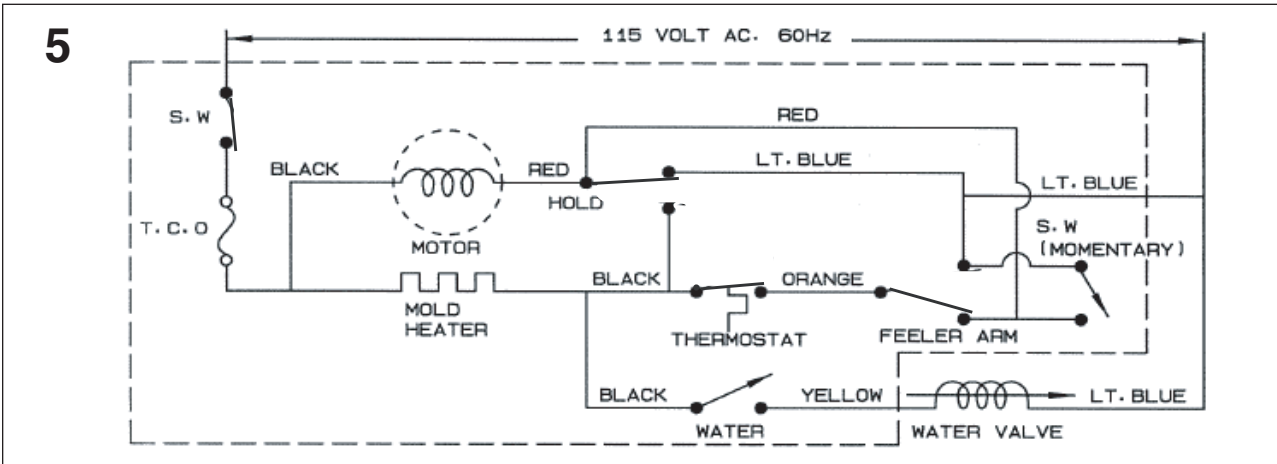 5
115 VOLT AC. 60Hz
S. W
RED
BLACK
RED
LT. BLUE
HOLD
LT. BLUE
T. C. O
MOTOR
S. W
(MOMENTARY)
BLACK
ORANGE
MOLD
HEATER
THERMOSTAT
FEELER ARM
BLACK
YELLOW
LT. BLUE
WATER
WATER VALVE